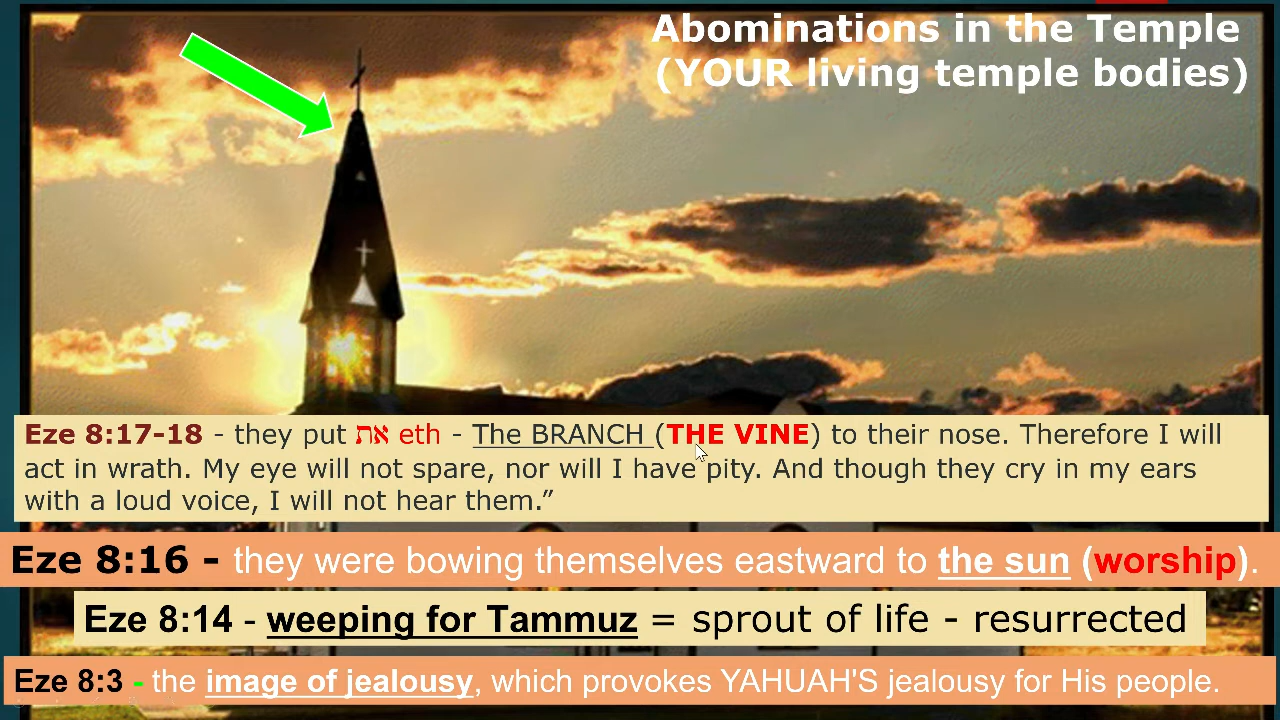 Abominations in the Temple
(YOUR living temple bodies)
Eze 8:17-18 - they put את eth - The BRANCH (THE VINE) to their nose. Therefore I will
act in wrath. My eye will not spare, nor will I have pity. And though they cry in my ears
with a loud voice, I will not hear them.”
Eze 8:16 - they were bowing themselves eastward to the sun (worship).
Eze 8:14 - weeping for Tammuz = sprout of life - resurrected
Eze 8:3 - the image of jealousy, which provokes YAHUAH'S jealousy for His people.